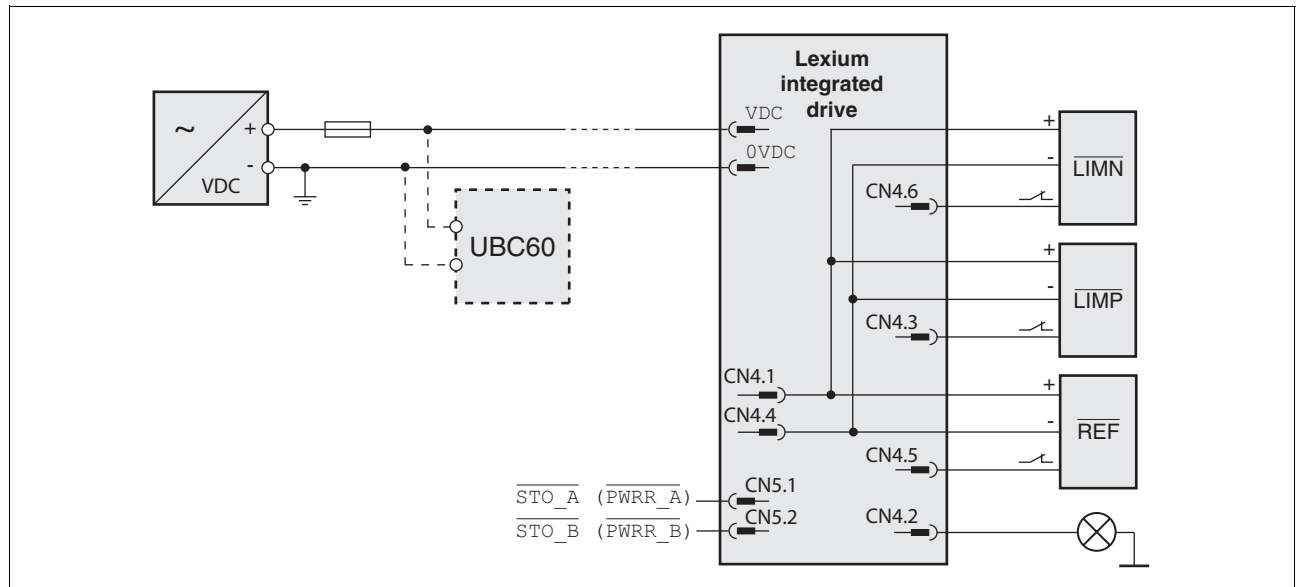 Lexium
integrated
drive
~
+
-
VDC
VDC
0VDC
UBC60
CN4.6
+
-
LIMN
CN4.3
+
-
LIMP
CN4.1
CN4.4
CN4.5
+
-
REF
STO_A (PWRR_A)
STO_B (PWRR_B)
CN5.1
CN5.2
CN4.2